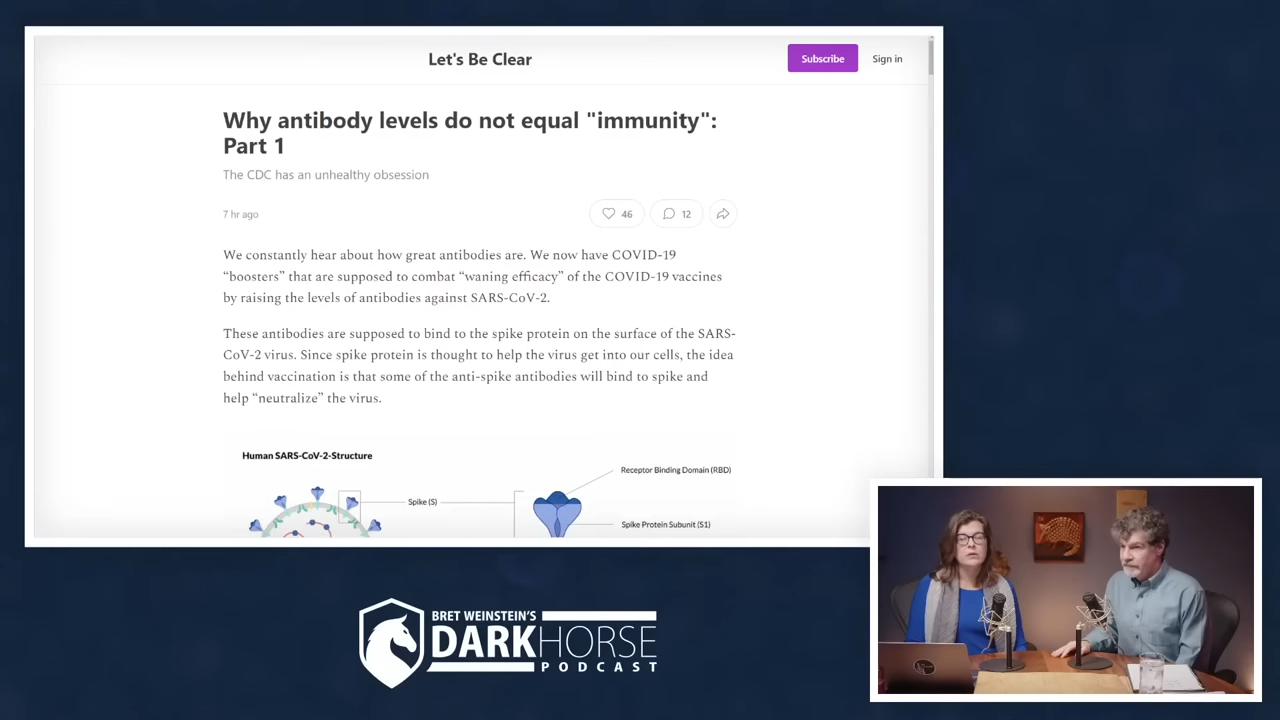 Let's Be Clear
Subscribe
Sign in
Why antibody levels do not equal "immunity":
Part 1
The CDC has an unhealthy obsession
7 hr ago
46
12
We constantly hear about how great antibodies are. We now have COVID-19
“boosters” that are supposed to combat “waning efficacy” of the COVID-19 vaccines
by raising the levels of antibodies against SARS-CoV-2.
These antibodies are supposed to bind to the spike protein on the surface of the SARS-
CoV-2 virus. Since spike protein is thought to help the virus get into our cells, the idea
behind vaccination is that some of the anti-spike antibodies will bind to spike and
help “neutralize” the virus.
Human SARS-CoV-2-Structure
Receptor Binding Domain (RBD)
Spike (S)
Spike Protein Subunit (S1)
BRET WEINSTEIN'S
DARKHORSE
PODCAST